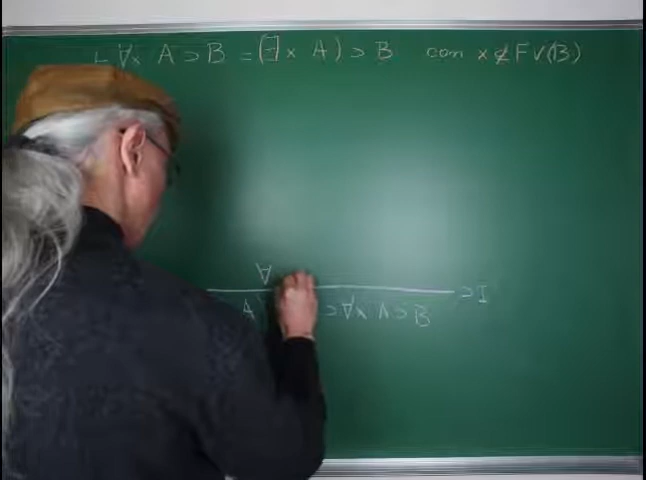 ⊢ ∀x A ⊃ B = (∃x A) ⊃ B con x ∉ FV(B)
∀
⊃I
A ⊃ ∀x A ⊃ B